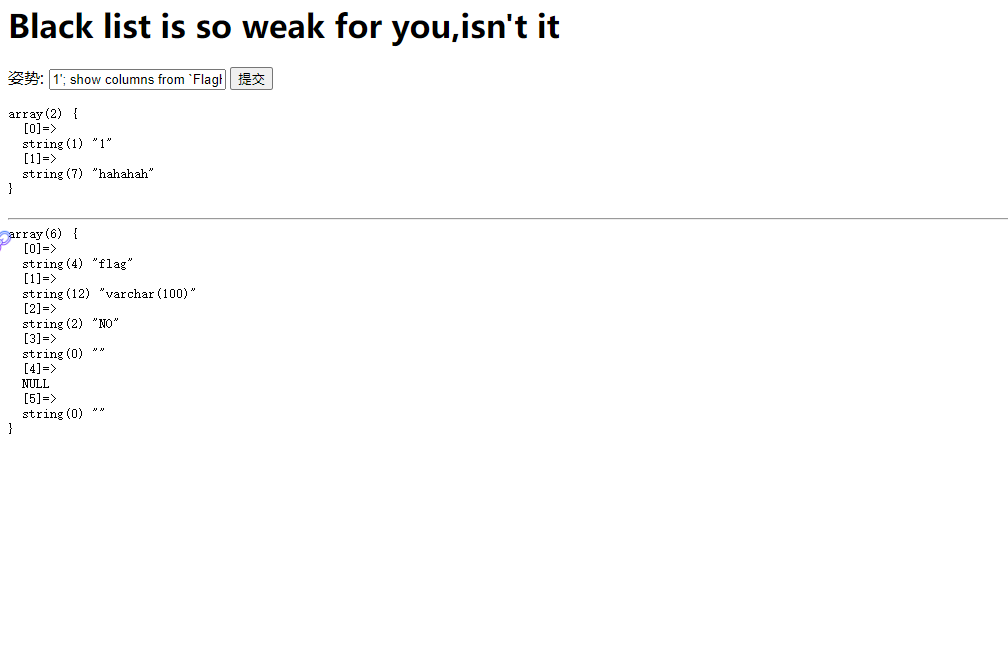 Black list is so weak for you,isn't it
姿势: 1'; show columns from `Flag 提交
array(2) {
  [0]=>
  string(1) "1"
  [1]=>
  string(7) "hahahah"
}
array(6) {
  [0]=>
  string(4) "flag"
  [1]=>
  string(12) "varchar(100)"
  [2]=>
  string(2) "NO"
  [3]=>
  string(0) ""
  [4]=>
  NULL
  [5]=>
  string(0) ""
}